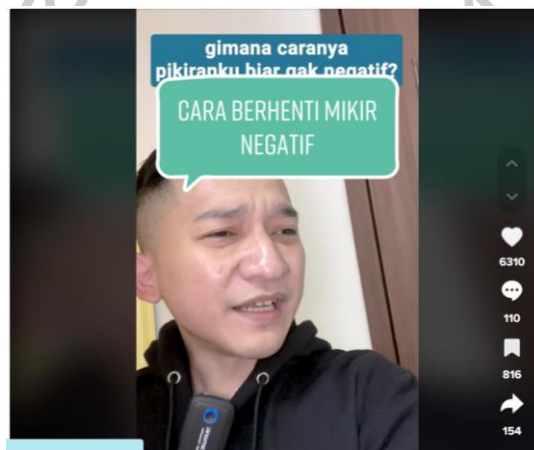 gimana caranya
pikiranku biar gak negatif?
CARA BERHENTI MIKIR
NEGATIF
6310
110
816
154